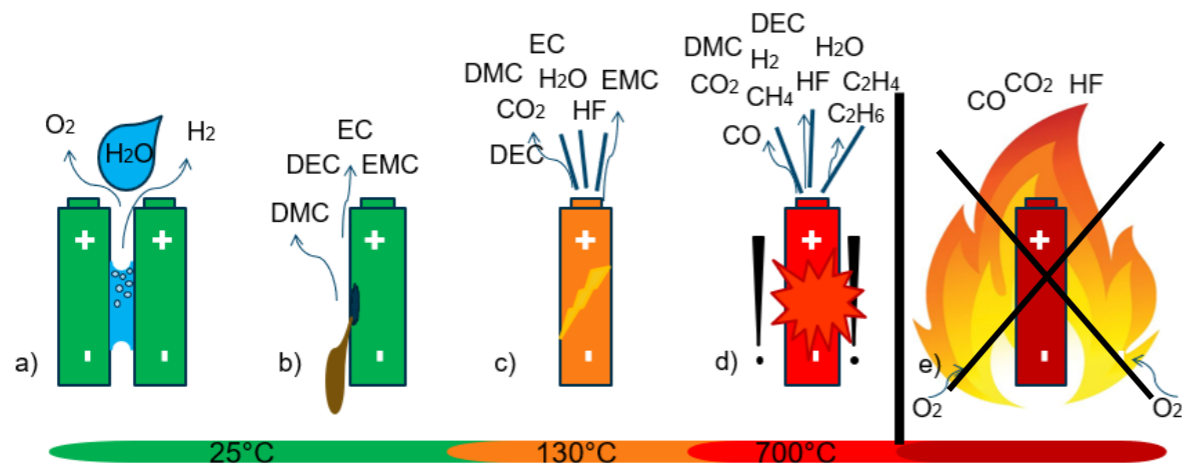 a)
O2
H2O
H2
+
+
-
-
b)
EC
DEC
EMC
DMC
+
-
c)
EC
DMC
H2O
EMC
CO2
HF
DEC
+
-
d)
DEC
DMC
H2
H2O
CO2
CH4
HF
C2H4
C2H6
CO
!
+
!
-
e)
CO
CO2
HF
+
-
O2
O2
25°C
130°C
700°C